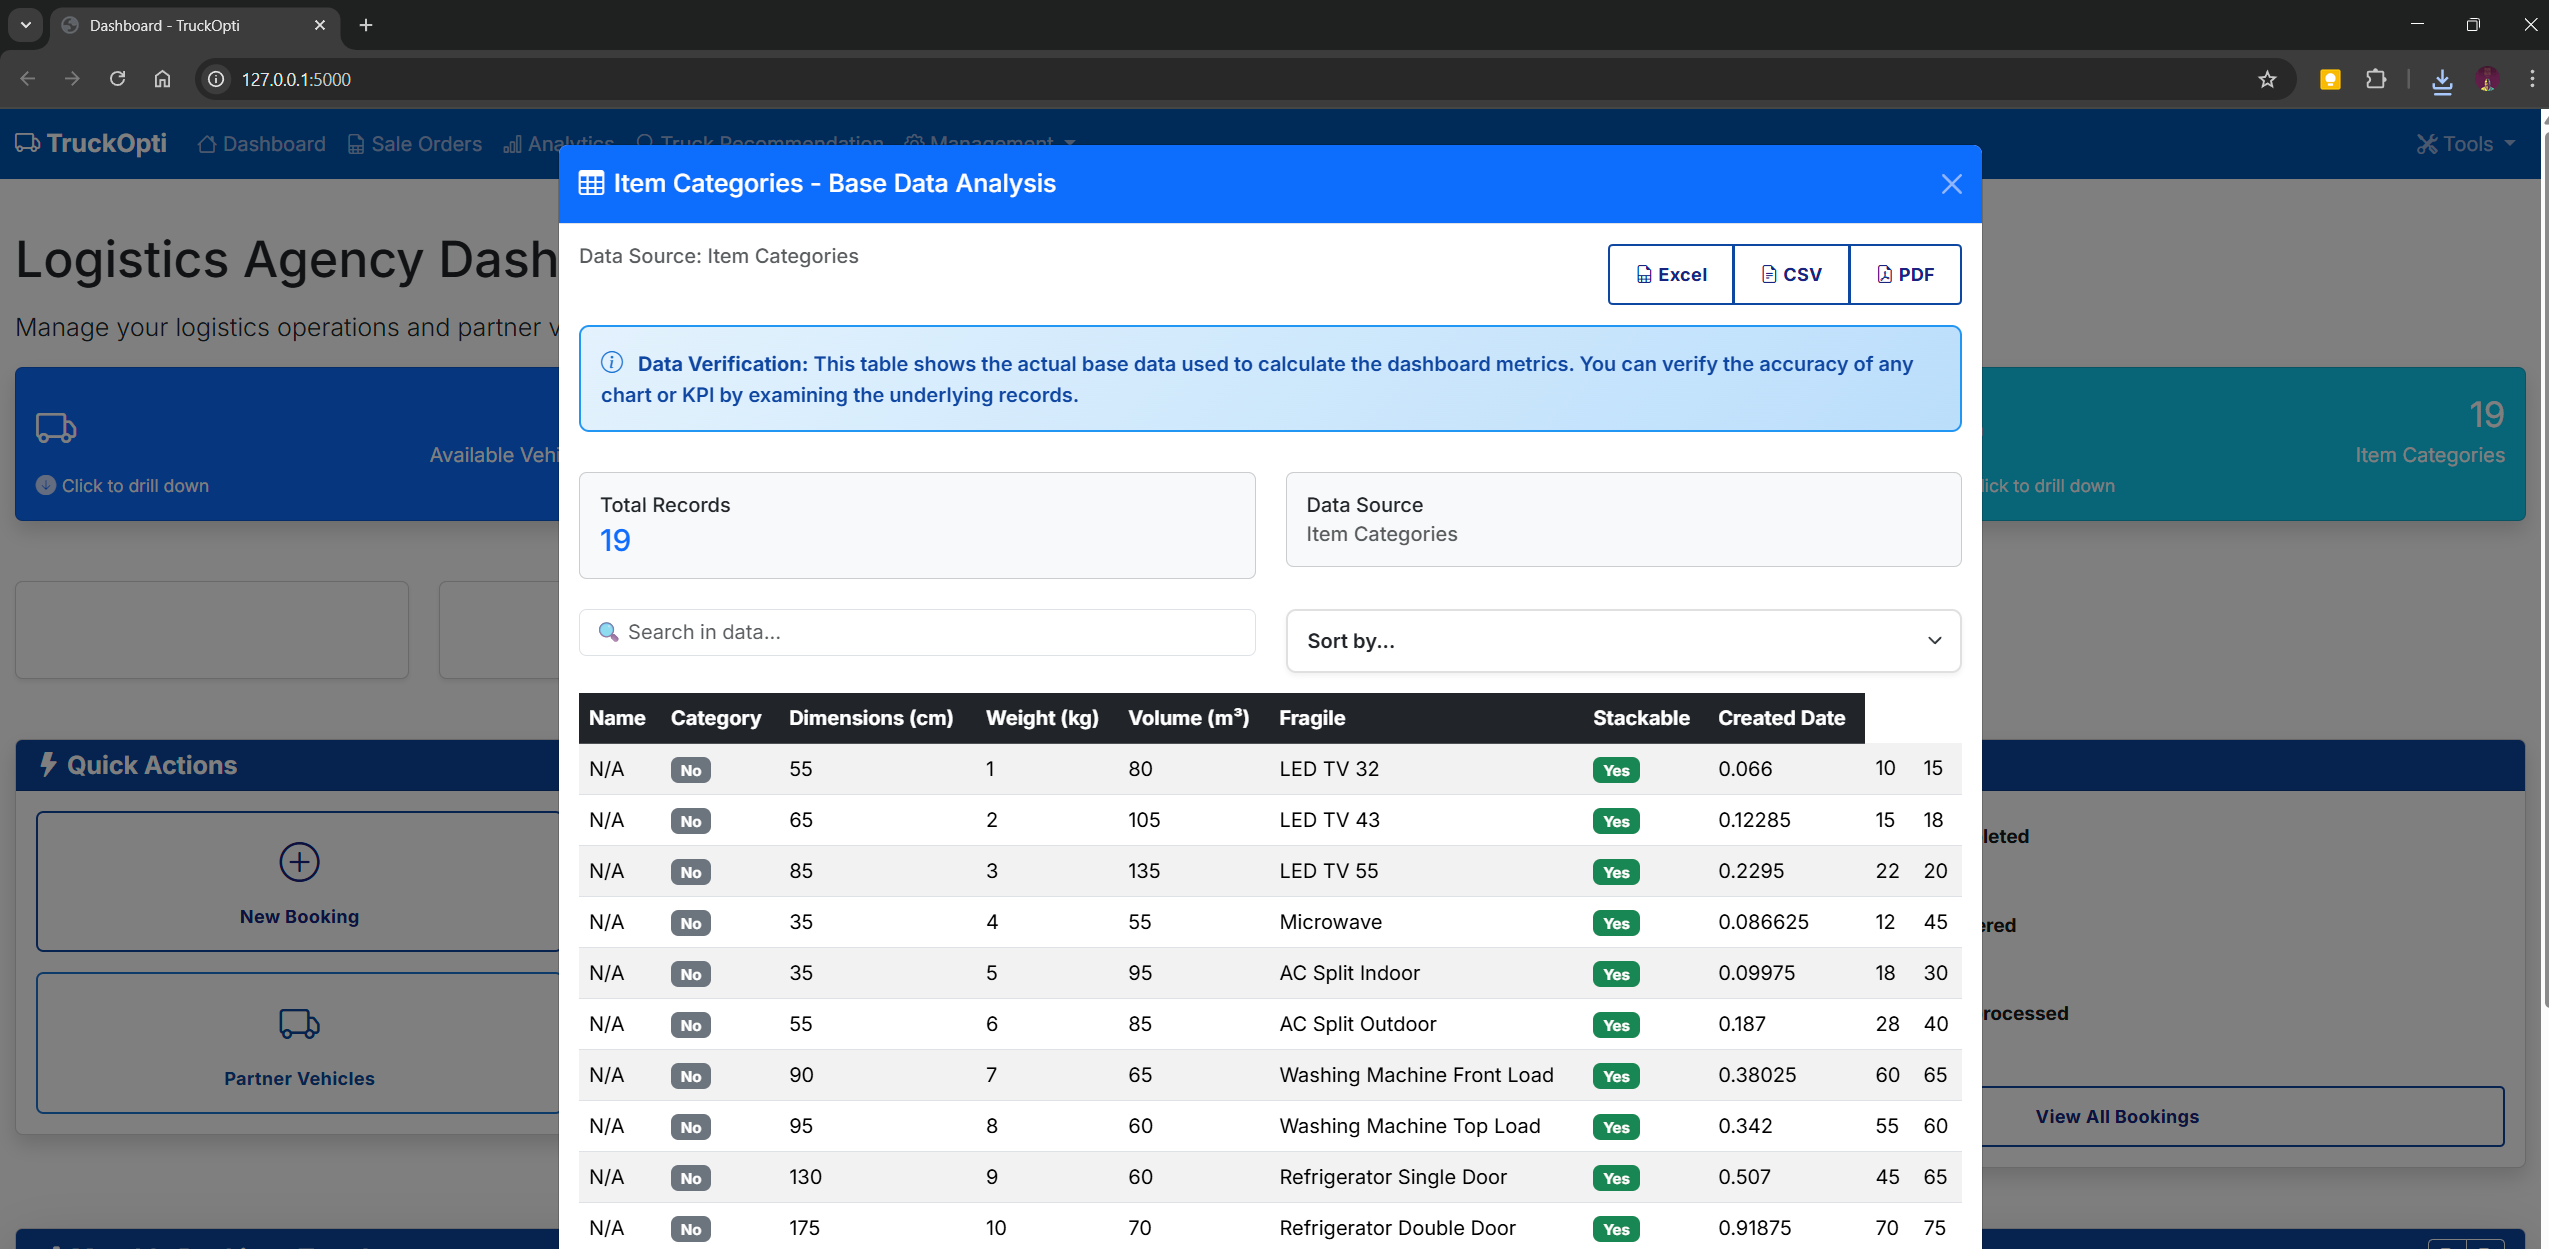 Dashboard - TruckOpti
127.0.0.1:5000
TruckOpti Dashboard Sale Orders Analytics Truck Recommendation Management Tools
Item Categories - Base Data Analysis
Logistics Agency Dash
Manage your logistics operations and partner v
Data Source: Item Categories
Excel CSV PDF
Data Verification: This table shows the actual base data used to calculate the dashboard metrics. You can verify the accuracy of any
chart or KPI by examining the underlying records.
Available Vehi
Click to drill down
19
Item Categories
lick to drill down
Total Records
19
Data Source
Item Categories
Search in data...
Sort by...
Name Category Dimensions (cm) Weight (kg) Volume (m³) Fragile Stackable Created Date
N/A No 55 1 80 LED TV 32 Yes 0.066 10 15
N/A No 65 2 105 LED TV 43 Yes 0.12285 15 18
N/A No 85 3 135 LED TV 55 Yes 0.2295 22 20
N/A No 35 4 55 Microwave Yes 0.086625 12 45
N/A No 35 5 95 AC Split Indoor Yes 0.09975 18 30
N/A No 55 6 85 AC Split Outdoor Yes 0.187 28 40
N/A No 90 7 65 Washing Machine Front Load Yes 0.38025 60 65
N/A No 95 8 60 Washing Machine Top Load Yes 0.342 55 60
N/A No 130 9 60 Refrigerator Single Door Yes 0.507 45 65
N/A No 175 10 70 Refrigerator Double Door Yes 0.91875 70 75
Quick Actions
New Booking
Partner Vehicles
leted
ered
rocessed
View All Bookings